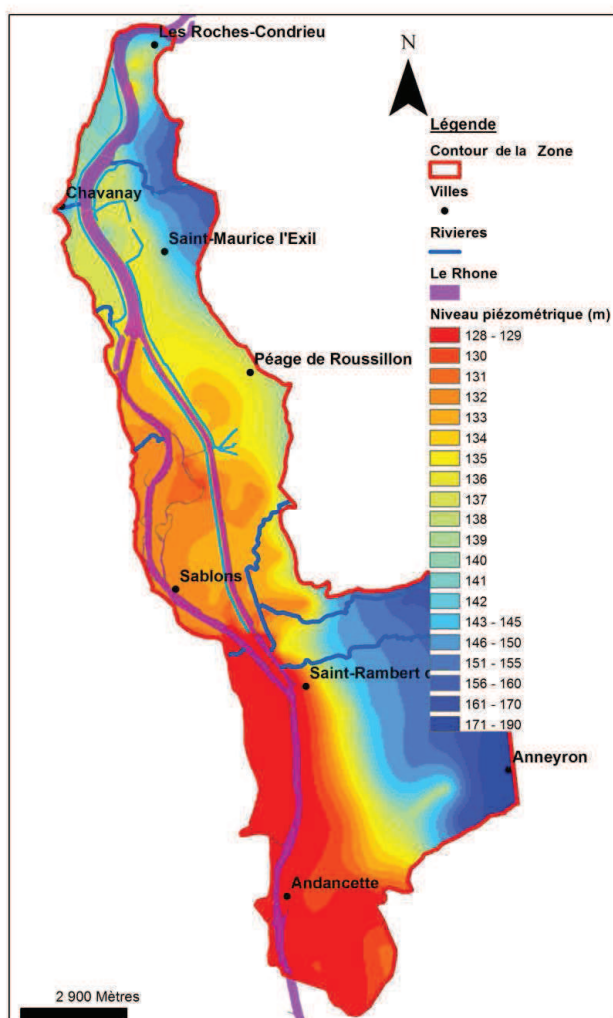 Les Roches-Condrieu
N
Légende
Contour de la Zone
Villes
Rivieres
Le Rhone
Niveau piézométrique (m)
128 - 129
130
131
132
133
134
135
136
137
138
139
140
141
142
143 - 145
146 - 150
151 - 155
156 - 160
161 - 170
171 - 190
Chavanay
Saint-Maurice l'Exil
Péage de Roussillon
Sablons
Saint-Rambert
Anneyron
Andancette
2 900 Mètres